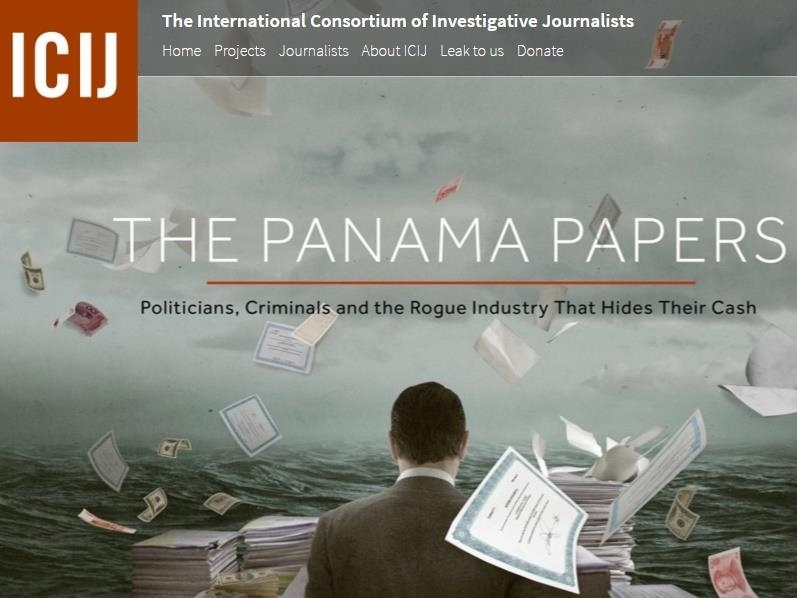 ICIJ
The International Consortium of Investigative Journalists
Home Projects Journalists About ICIJ Leak to us Donate
THE PANAMA PAPERS
Politicians, Criminals and the Rogue Industry That Hides Their Cash